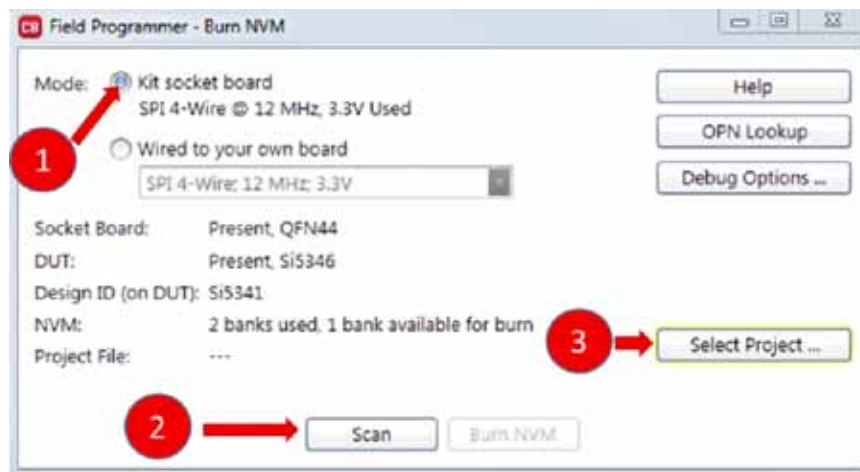 CB Field Programmer - Burn NVM
Mode: Kit socket board
SPI 4-Wire @ 12 MHz, 3.3V Used
Wired to your own board
SPI 4-Wire; 12 MHz; 3.3V
Help
OPN Lookup
Debug Options ...
1
Socket Board: Present, QFN44
DUT: Present, Si5346
Design ID (on DUT): Si5341
NVM: 2 banks used, 1 bank available for burn
Project File: ---
3
Select Project ...
2
Scan
Burn NVM